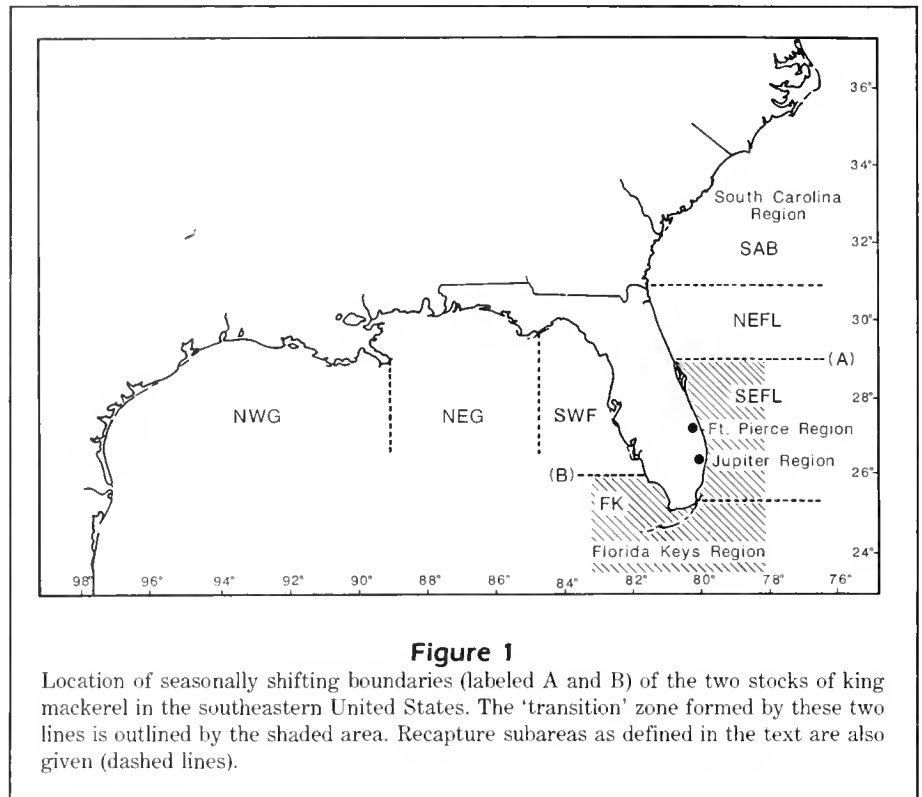 36°
34°
South Carolina
Region
32°
SAB
30°
NEFL
(A)
28°
SEFL
NWG
NEG
SWF
Ft. Pierce Region
(B)
26°
Jupiter Region
FK
24°
Florida Keys Region
98° 96° 94° 92° 90° 88° 86° 84° 82° 80° 78° 76°
Figure 1
Location of seasonally shifting boundaries (labeled A and B) of the two stocks of king
mackerel in the southeastern United States. The ‘transition’ zone formed by these two
lines is outlined by the shaded area. Recapture subareas as defined in the text are also
given (dashed lines).